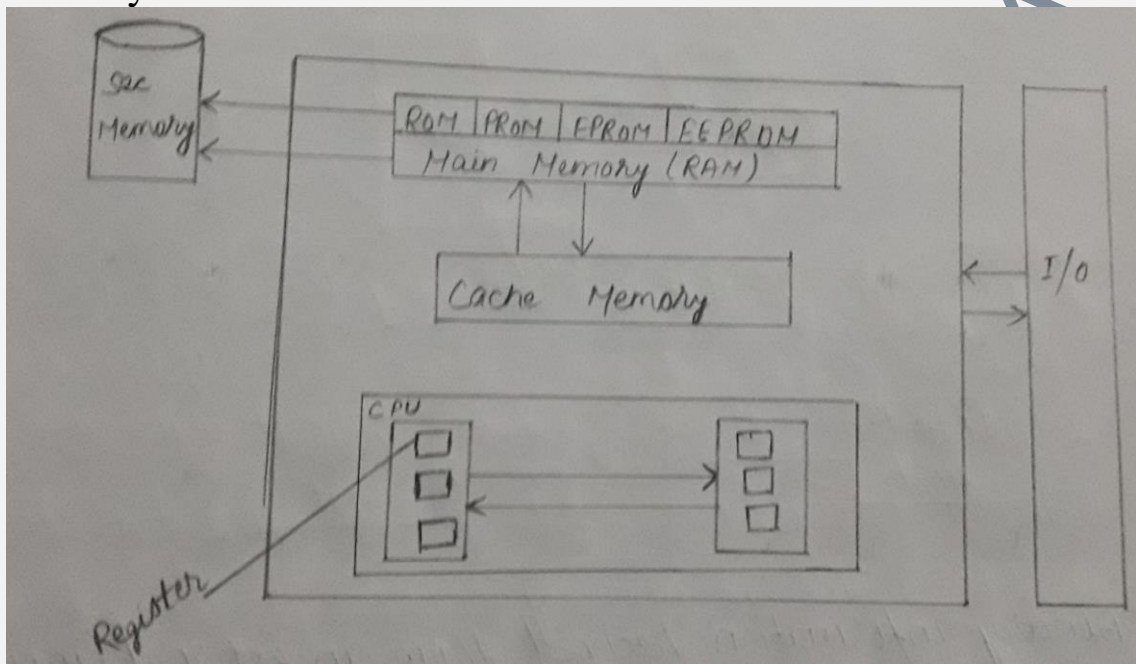 Sec
Memory
ROM PROM EPROM EEPROM
Main Memory (RAM)
Cache Memory
I/O
CPU
Register